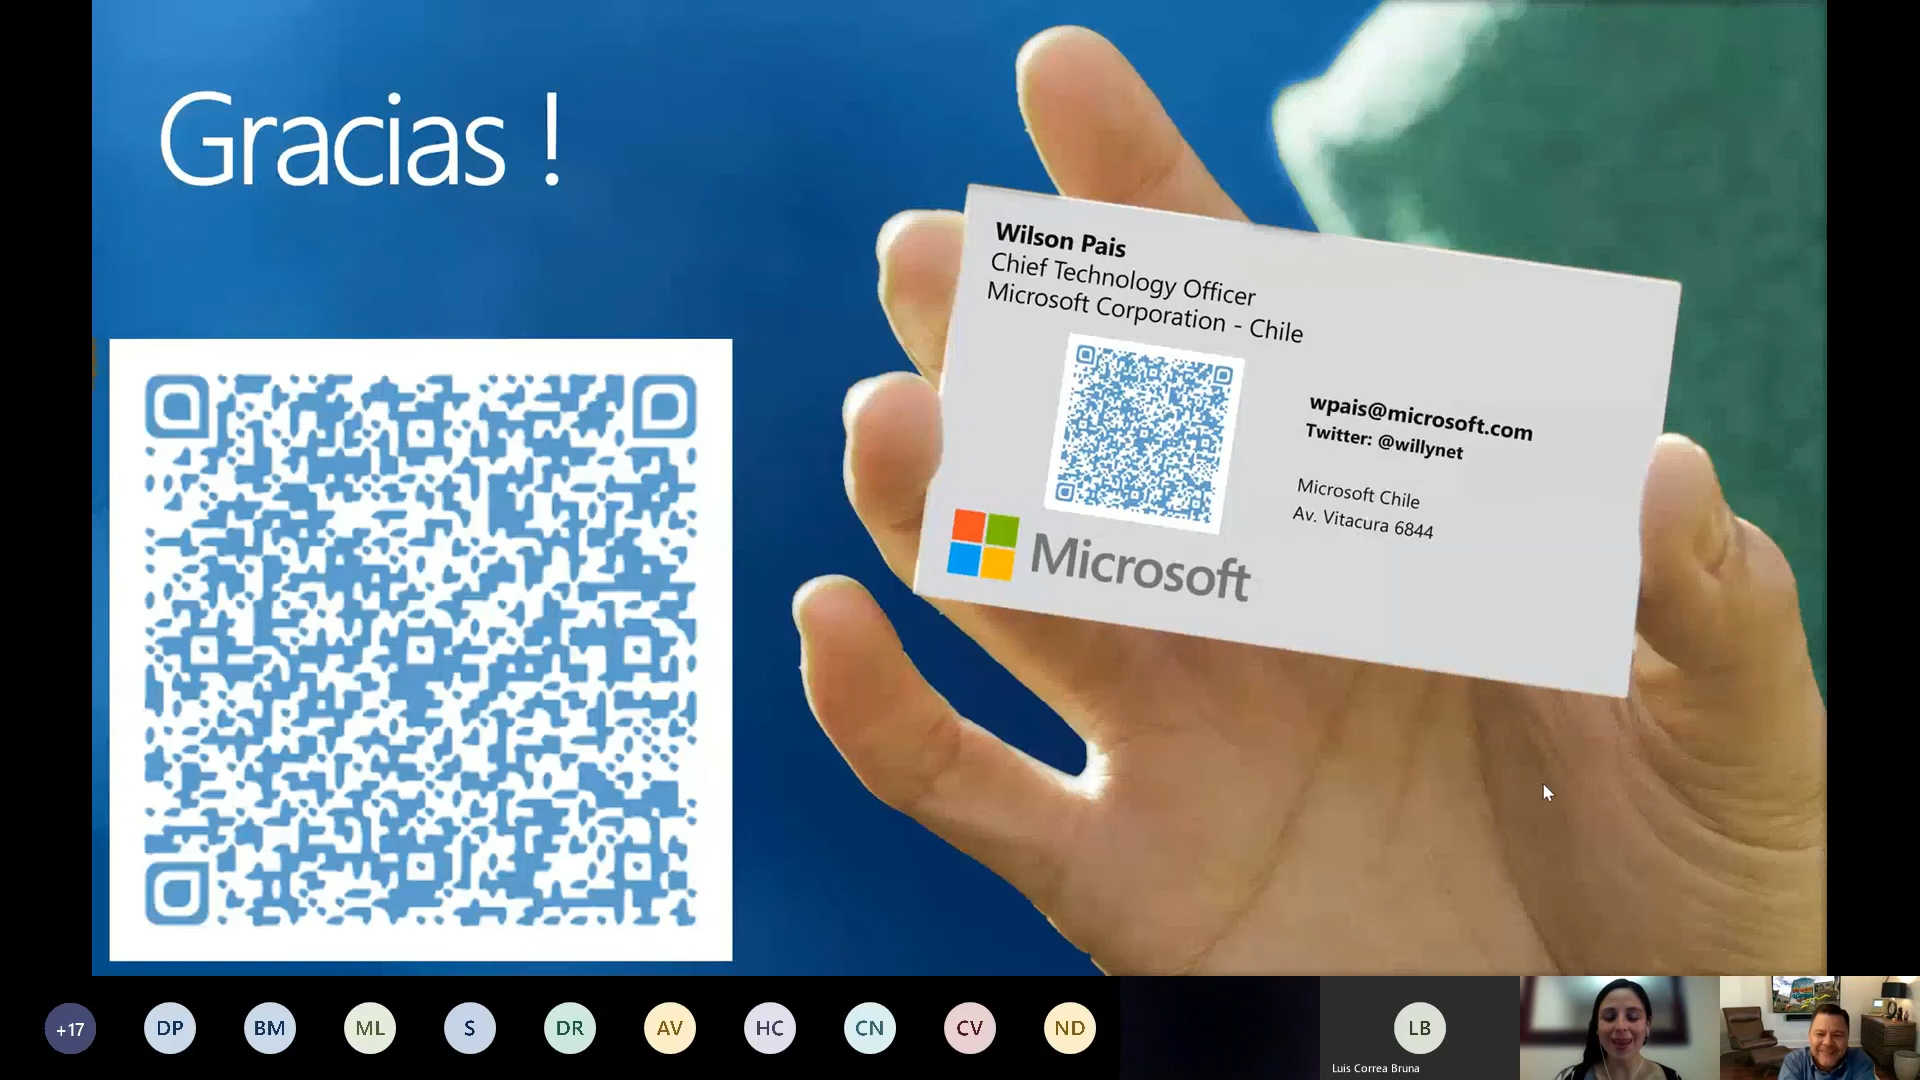 Gracias !
Wilson Pais
Chief Technology Officer
Microsoft Corporation - Chile
wpais@microsoft.com
Twitter: @willynet
Microsoft Chile
Av. Vitacura 6844
Microsoft
+17
DP
BM
ML
S
DR
AV
HC
CN
CV
ND
LB
Luis Correa Bruna